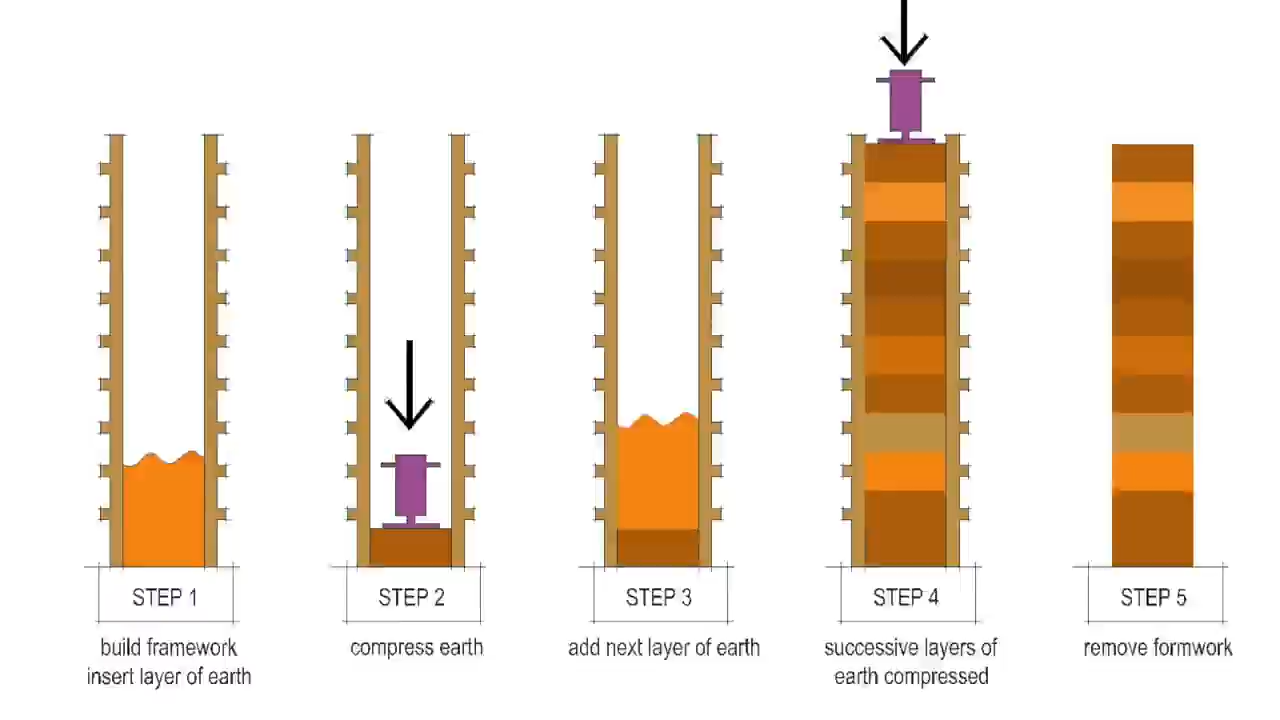 STEP 1
build framework
insert layer of earth
STEP 2
compress earth
STEP 3
add next layer of earth
STEP 4
successive layers of
earth compressed
STEP 5
remove formwork